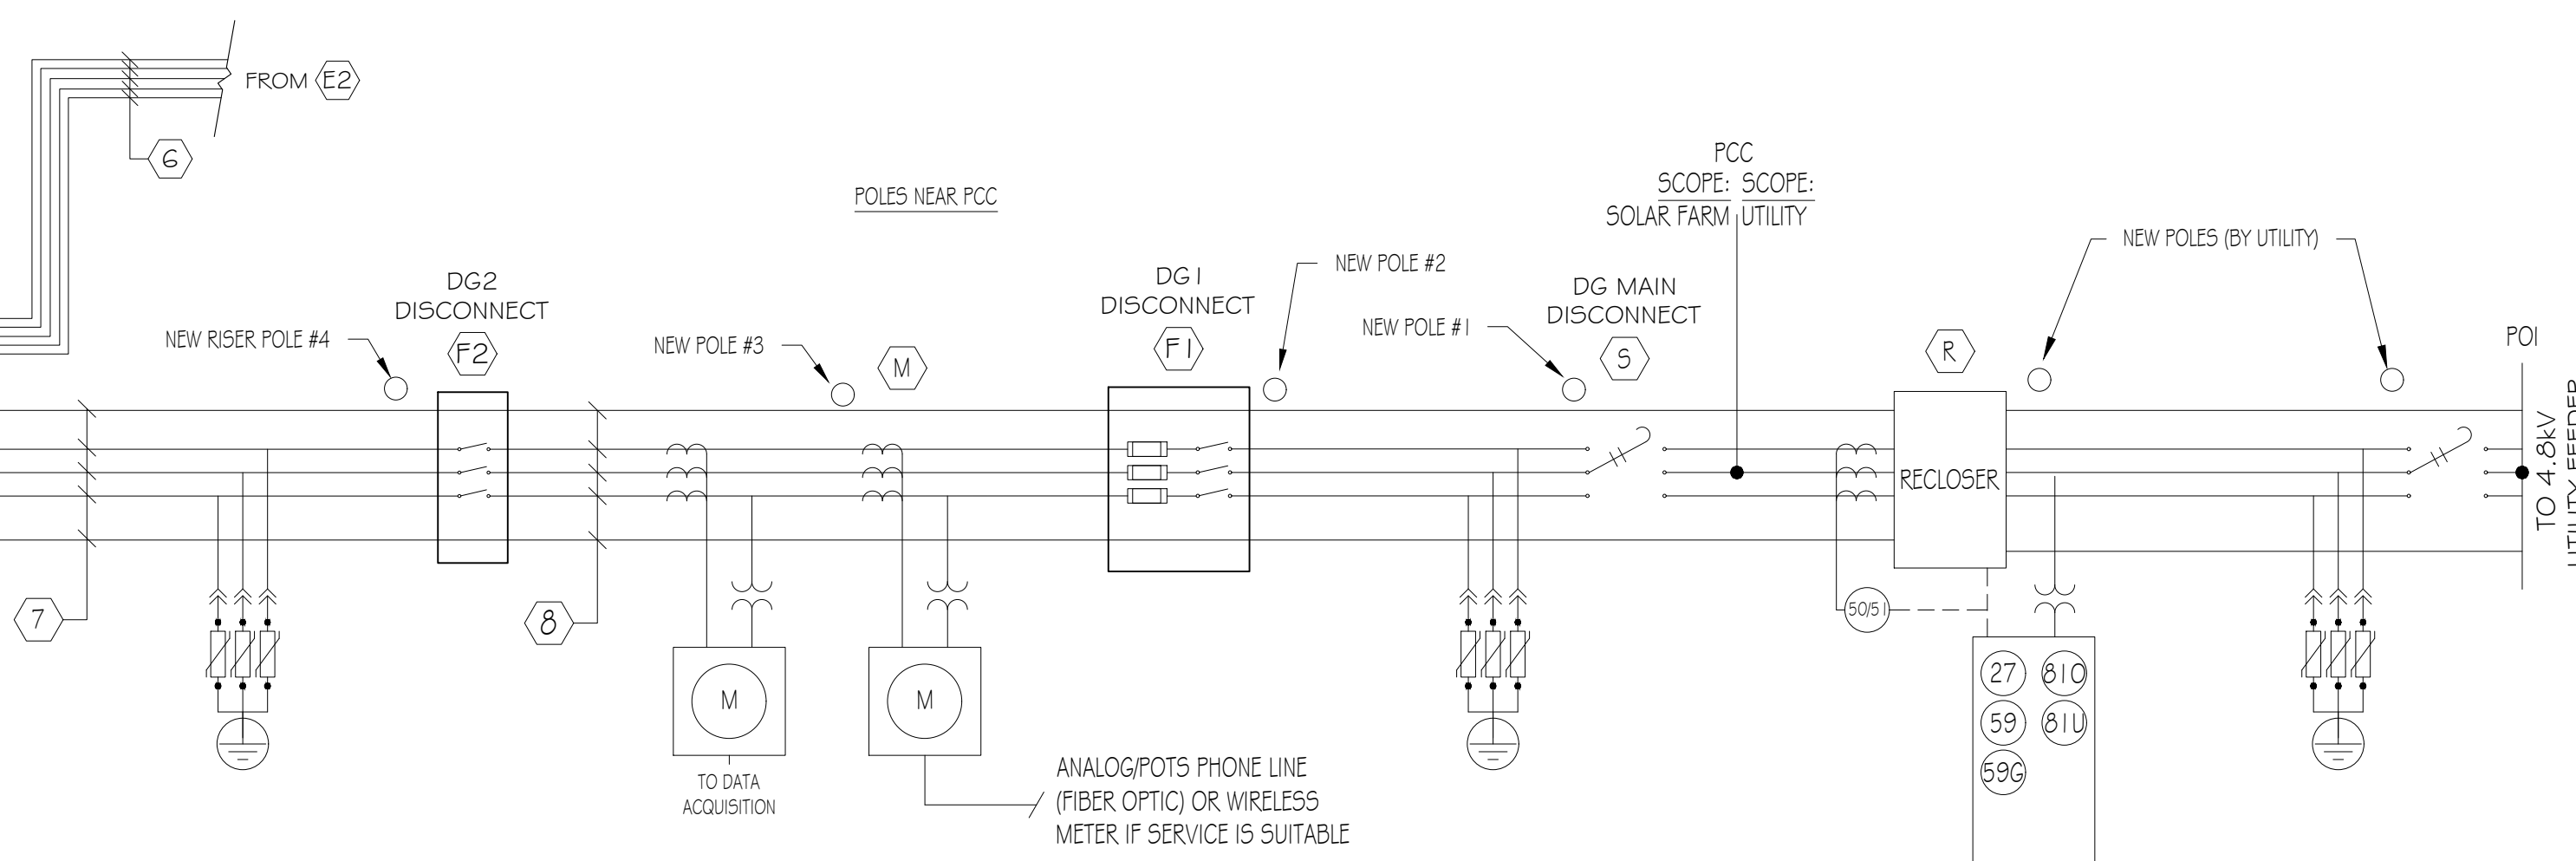 FROM E2
6
POLES NEAR PCC
PCC
SCOPE: SCOPE:
SOLAR FARM UTILITY
NEW POLES (BY UTILITY)
DG2
DISCONNECT
F2
NEW RISER POLE #4
NEW POLE #3
M
DG1
DISCONNECT
F1
NEW POLE #2
NEW POLE #1
DG MAIN
DISCONNECT
S
R
POI
RECLOSER
TO 4.8kV
UTILITY FEEDER
7
8
50/51
M
M
27
81O
59
81U
59G
TO DATA
ACQUISITION
ANALOG/POTS PHONE LINE
(FIBER OPTIC) OR WIRELESS
METER IF SERVICE IS SUITABLE